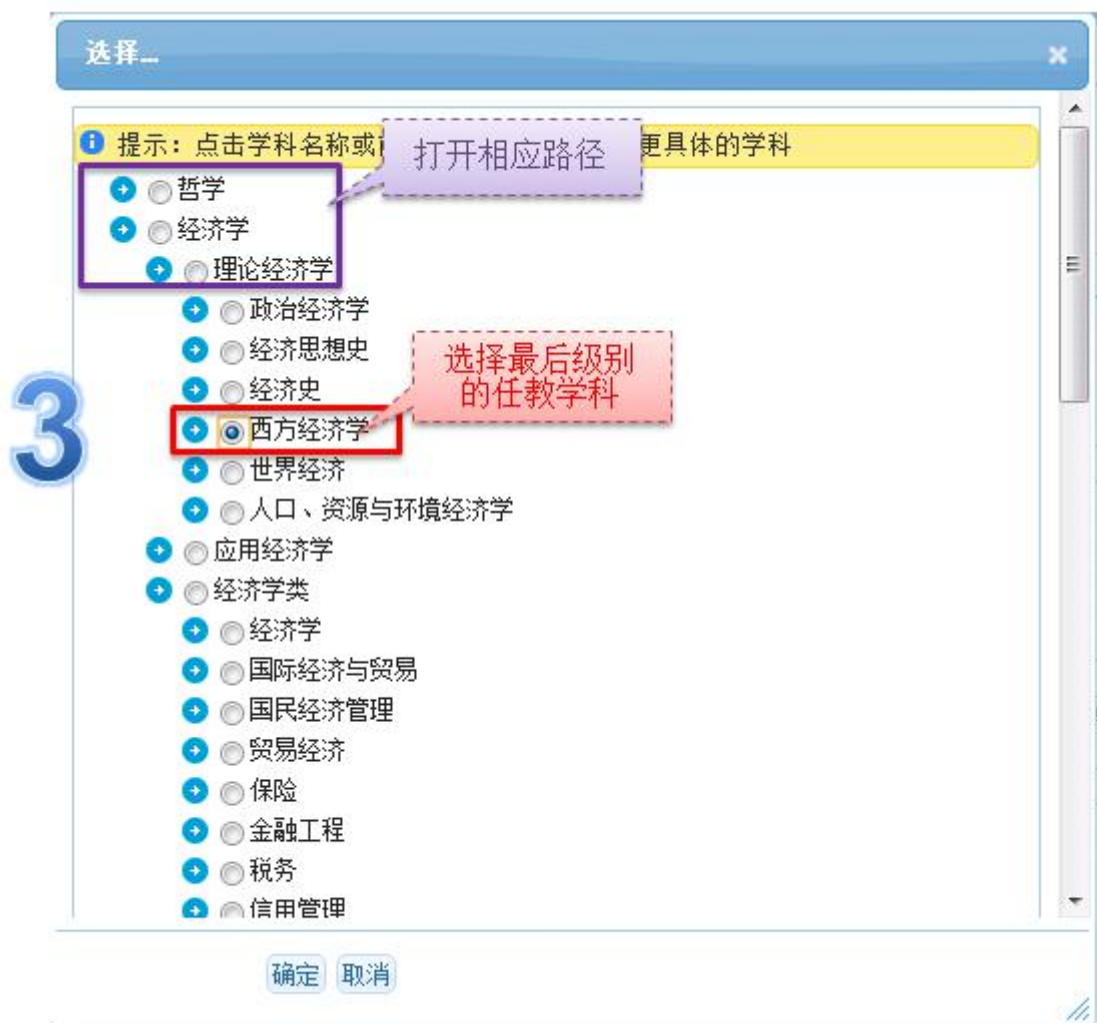 选择...
提示：点击学科名称或
更具体的学科
打开相应路径
哲学
经济学
理论经济学
政治经济学
经济思想史
选择最后级别
的任教学科
经济史
3
西方经济学
世界经济
人口、资源与环境经济学
应用经济学
经济学类
经济学
国际经济与贸易
国民经济管理
贸易经济
保险
金融工程
税务
信用管理
确定 取消